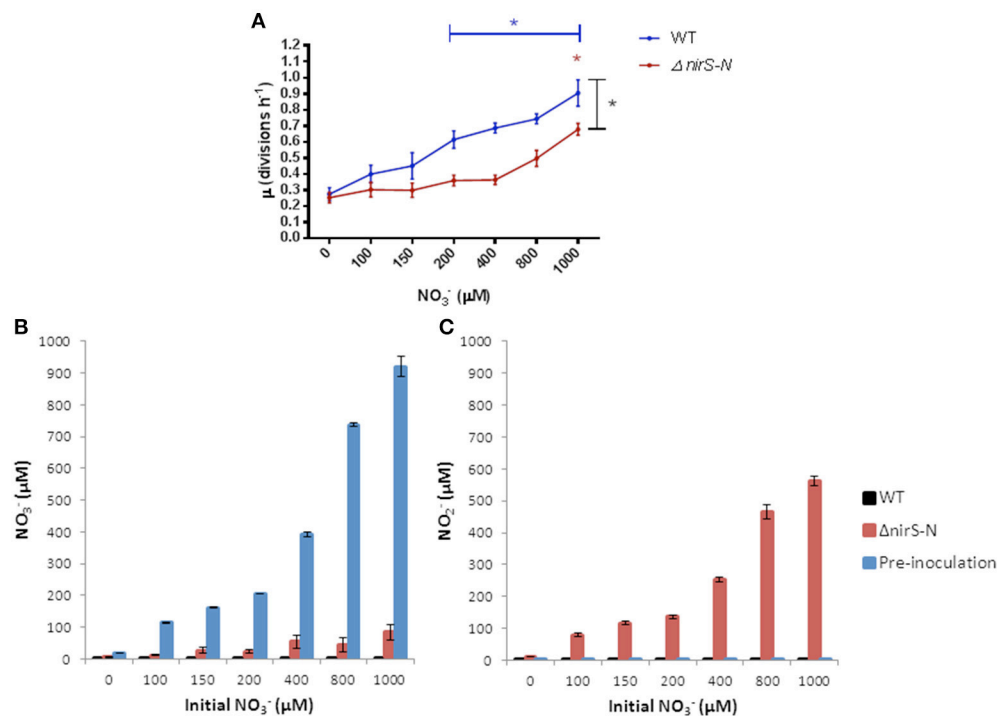 A
*
WT
Δ nirS-N
*
*
1.2
1.1
1.0
0.9
0.8
0.7
0.6
0.5
0.4
0.3
0.2
0.1
0.0
μ (divisions h⁻¹)
0 100 150 200 400 800 1000
NO₃⁻ (μM)
B
1000
900
800
700
600
500
400
300
200
100
0
NO₃⁻ (μM)
0 100 150 200 400 800 1000
Initial NO₃⁻ (μM)
C
1000
900
800
700
600
500
400
300
200
100
0
NO₂⁻ (μM)
0 100 150 200 400 800 1000
Initial NO₃⁻ (μM)
WT
ΔnirS-N
Pre-inoculation